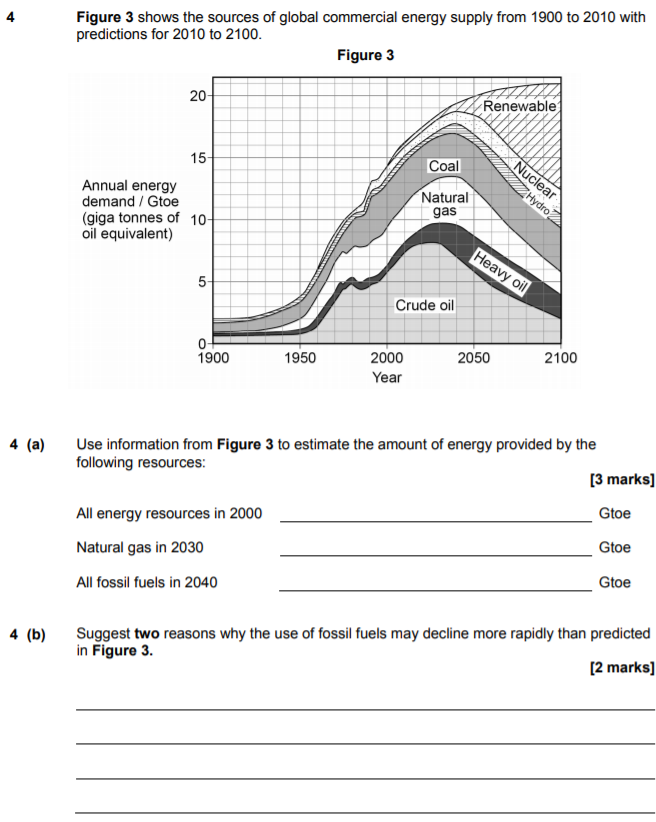 4 Figure 3 shows the sources of global commercial energy supply from 1900 to 2010 with
predictions for 2010 to 2100.
Figure 3
20
15
10
5
0
Annual energy
demand / Gtoe
(giga tonnes of
oil equivalent)
Renewable
Nuclear
Hydro
Coal
Natural
gas
Heavy oil
Crude oil
1900 1950 2000 2050 2100
Year
4 (a) Use information from Figure 3 to estimate the amount of energy provided by the
following resources:
[3 marks]
All energy resources in 2000 Gtoe
Natural gas in 2030 Gtoe
All fossil fuels in 2040 Gtoe
4 (b) Suggest two reasons why the use of fossil fuels may decline more rapidly than predicted
in Figure 3.
[2 marks]